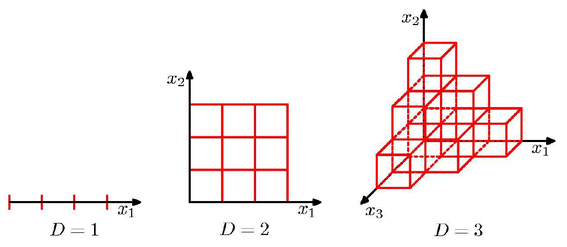 x₂
x₂
x₁
x₁
x₁
x₃
D = 1
D = 2
D = 3